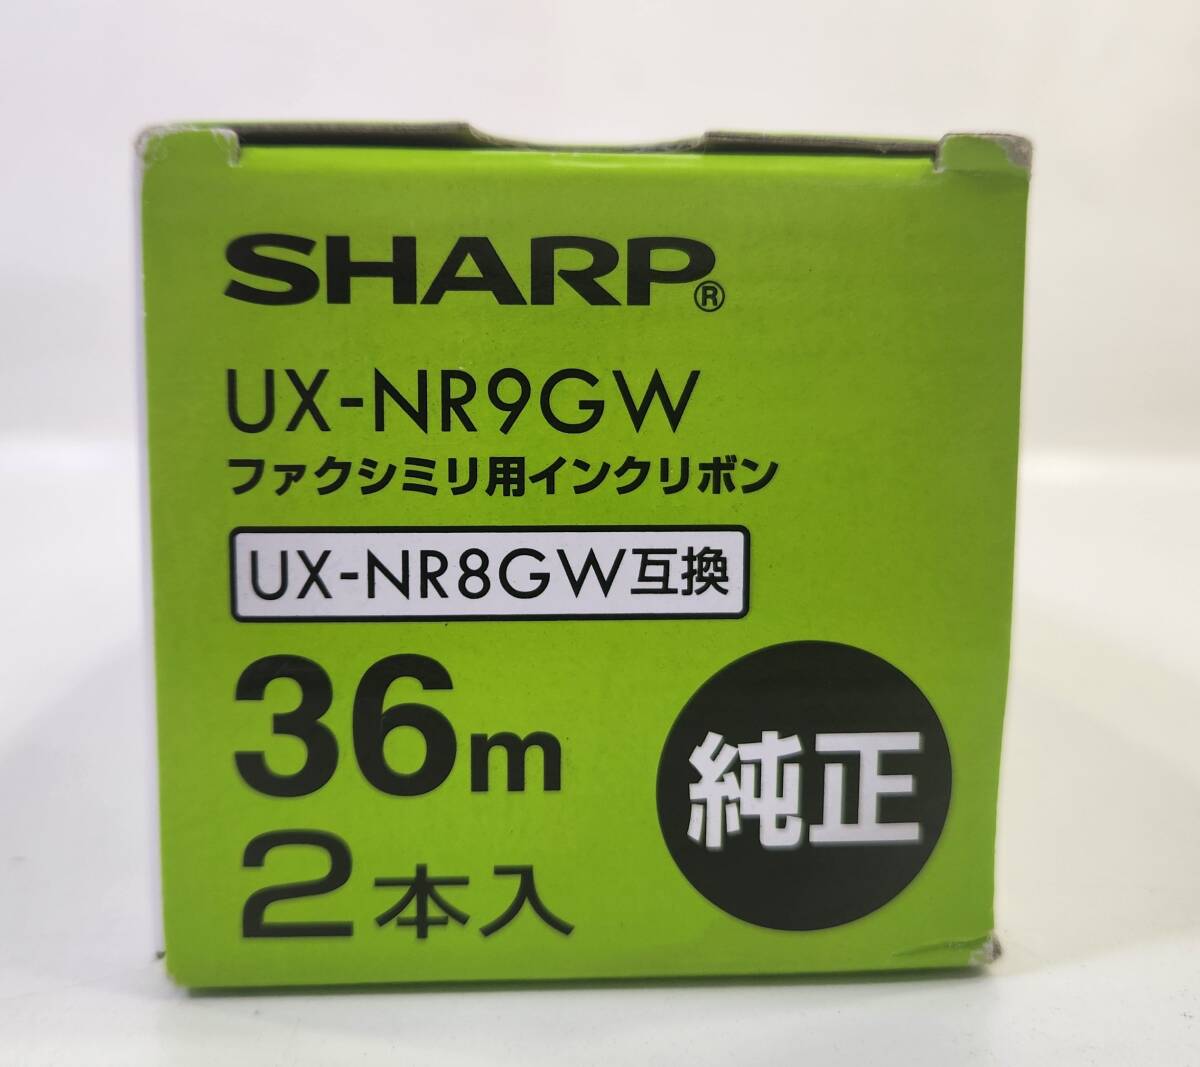 SHARP®
UX-NR9GW
ファクシミリ用インクリボン
UX-NR8GW互換
36m
2本入
純正